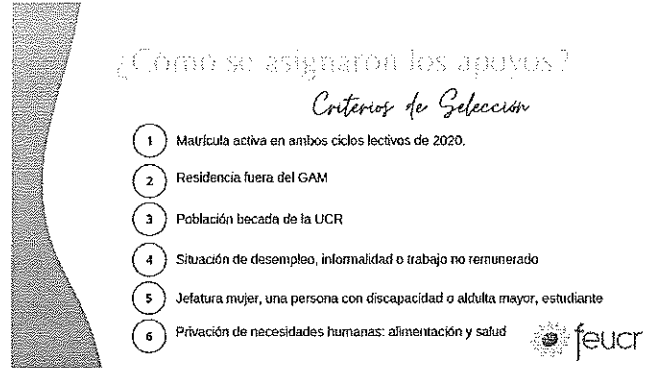 ¿Cómo se asignaron los apoyos?
Criterios de Selección
1 Matrícula activa en ambos ciclos lectivos de 2020.
2 Residencia fuera del GAM
3 Población becada de la UCR
4 Situación de desempleo, informalidad o trabajo no remunerado
5 Jefatura mujer, una persona con discapacidad o aldulta mayor, estudiante
6 Privación de necesidades humanas: alimentación y salud
feucr